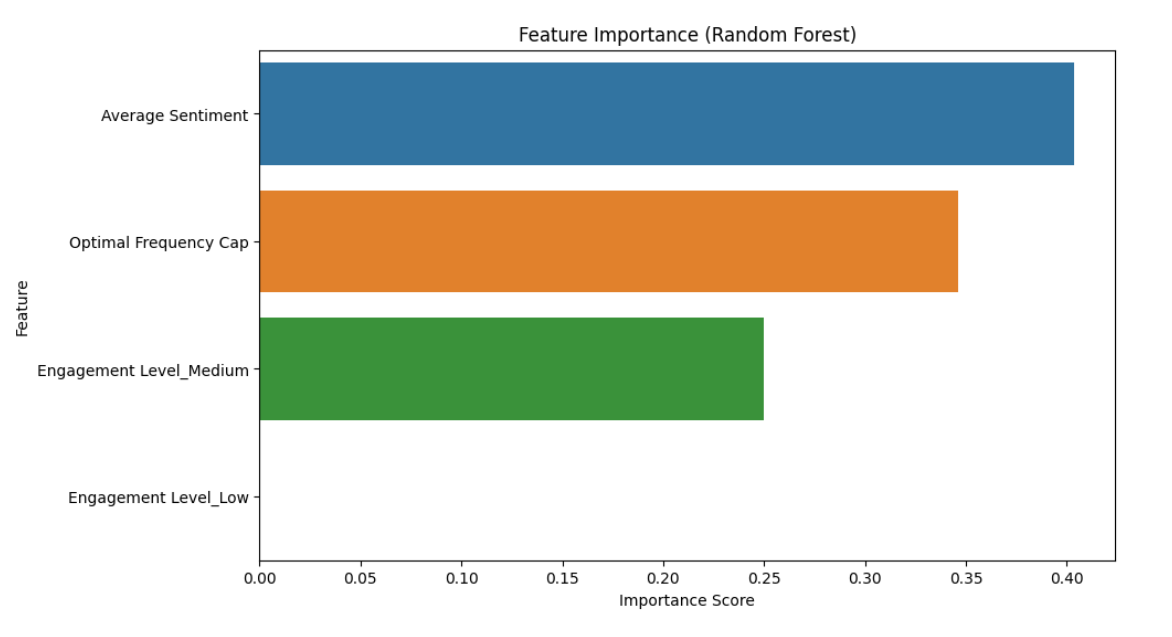 Feature Importance (Random Forest)
Average Sentiment
Optimal Frequency Cap
Engagement Level_Medium
Engagement Level_Low
Feature
0.00 0.05 0.10 0.15 0.20 0.25 0.30 0.35 0.40
Importance Score